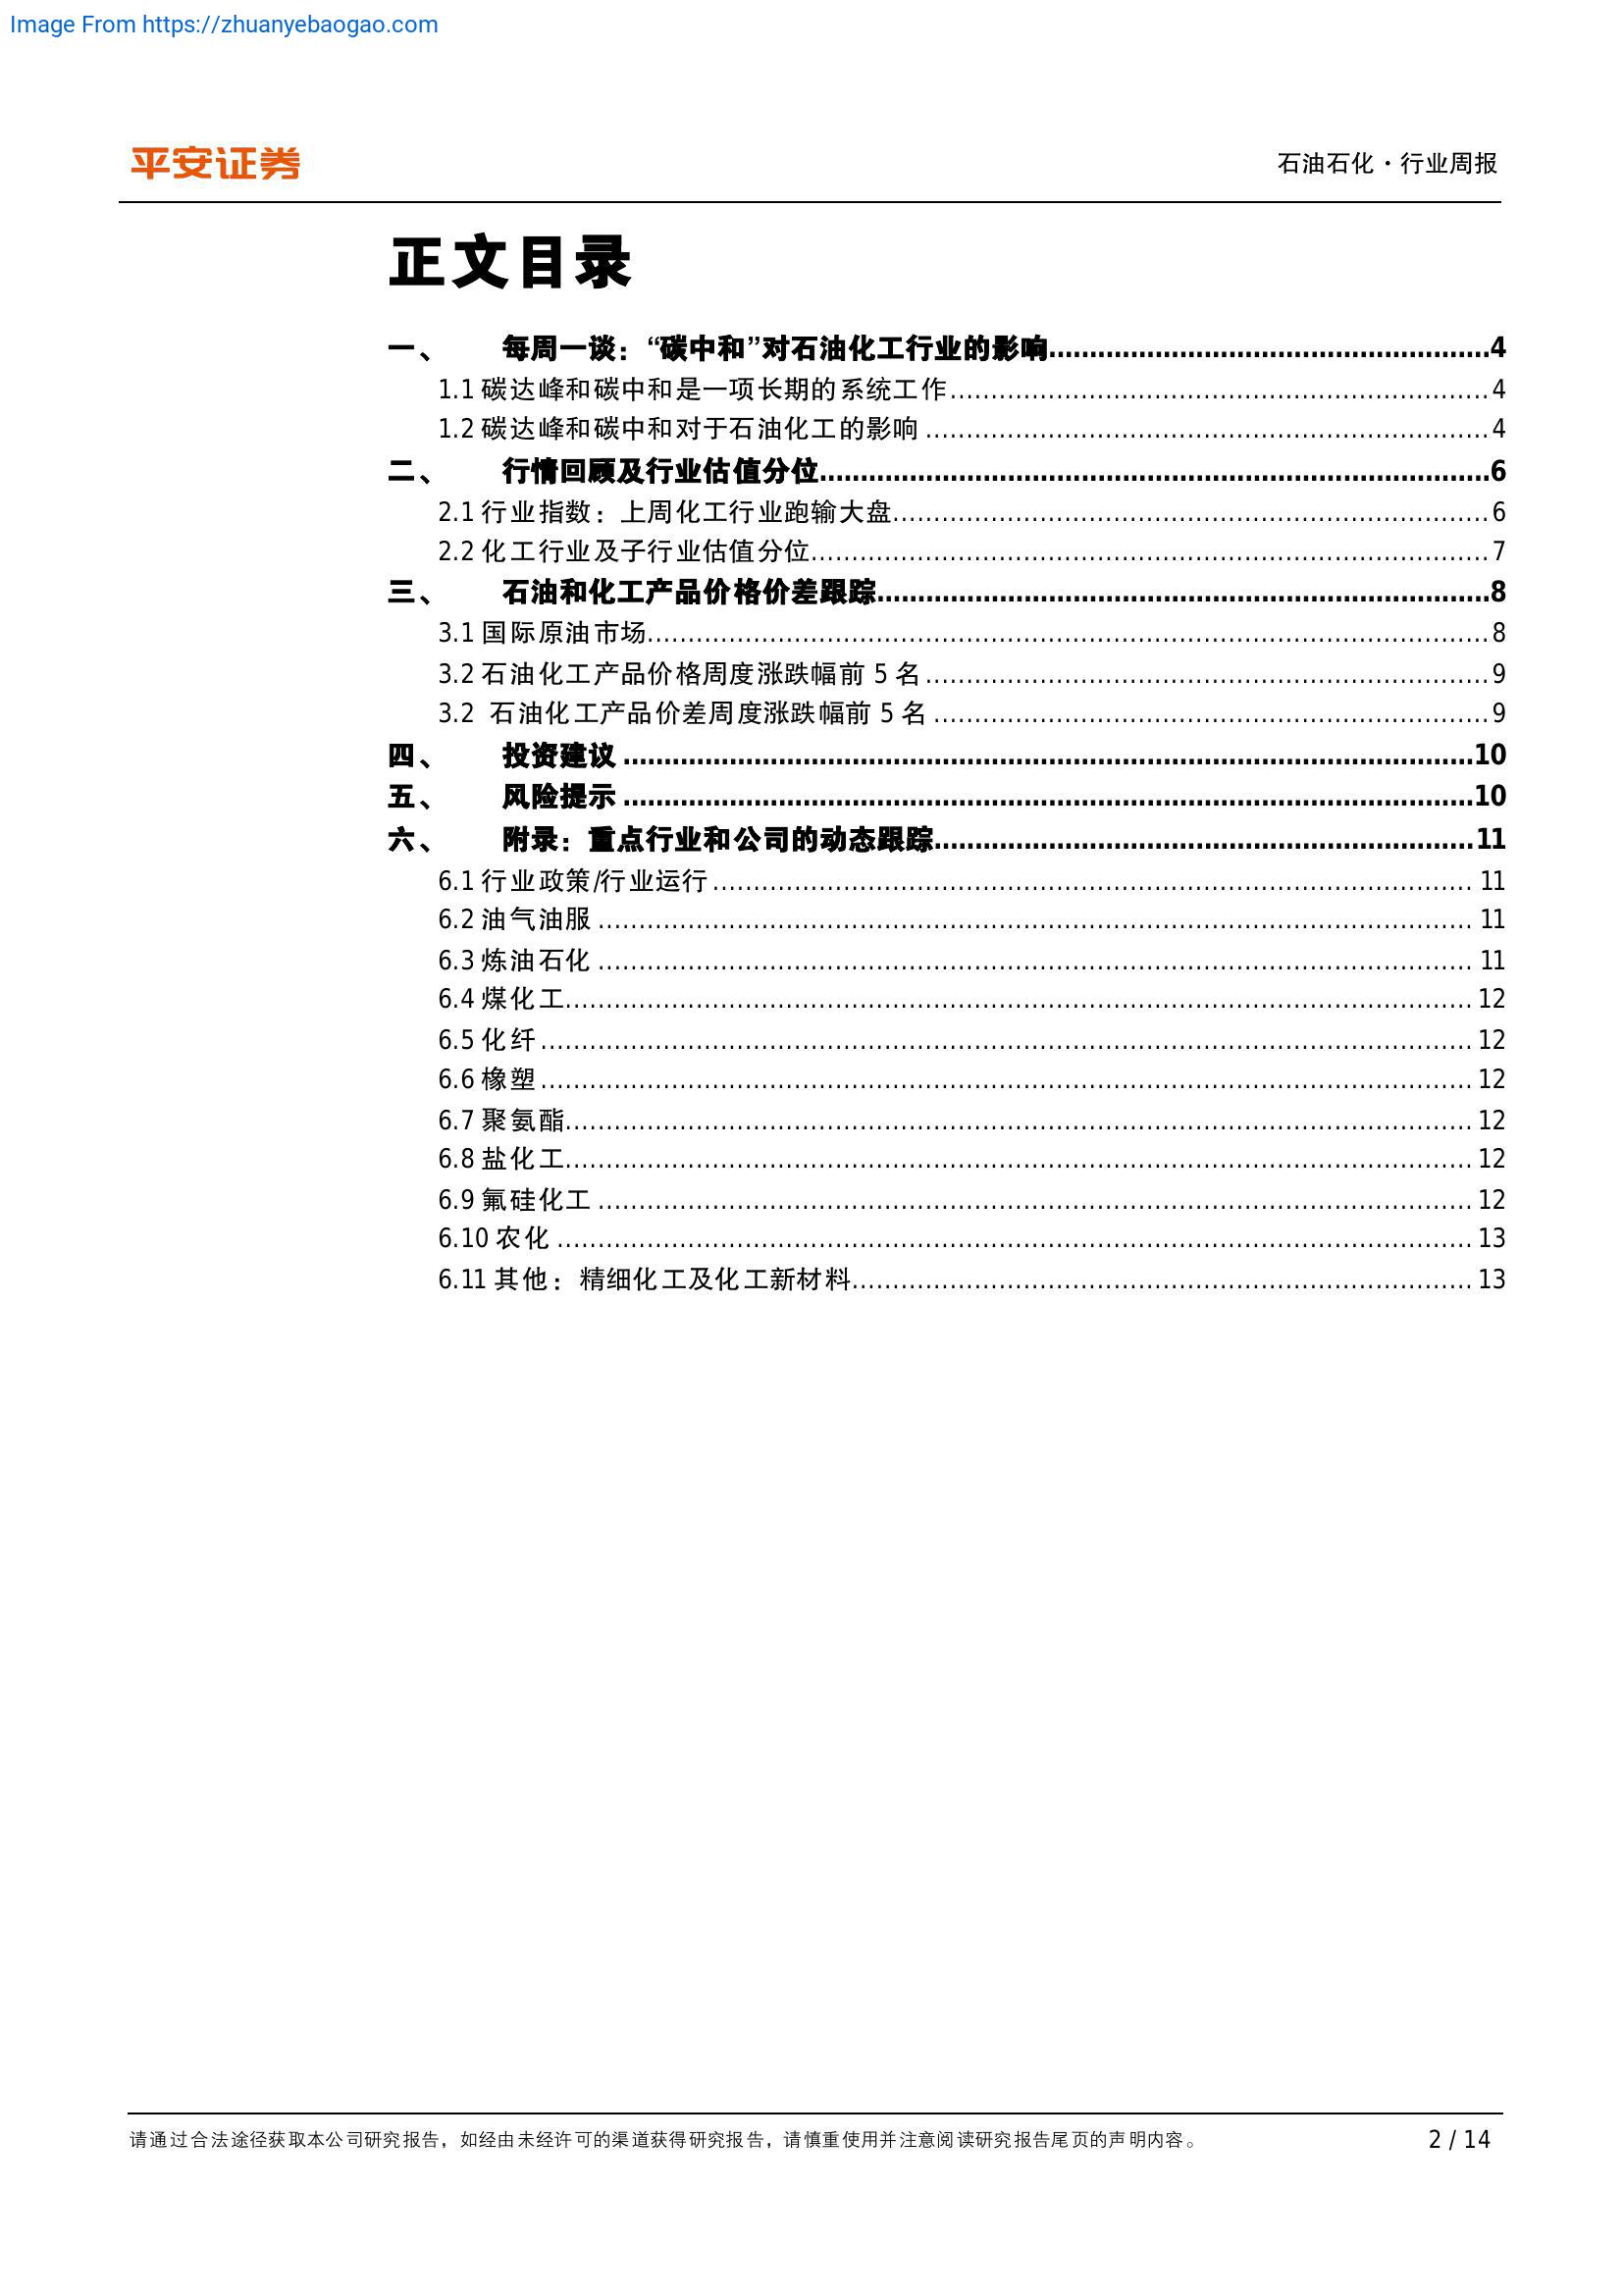 Image From https://zhuanyebaogao.com
平安证券
石油石化·行业周报
正文目录
一、 每周一谈：“碳中和”对石油化工行业的影响 4
1.1 碳达峰和碳中和是一项长期的系统工作 4
1.2 碳达峰和碳中和对于石油化工的影响 4
二、 行情回顾及行业估值分位 6
2.1 行业指数：上周化工行业跑输大盘 6
2.2 化工行业及子行业估值分位 7
三、 石油和化工产品价格价差跟踪 8
3.1 国际原油市场 8
3.2 石油化工产品价格周度涨跌幅前 5 名 9
3.2 石油化工产品价差周度涨跌幅前 5 名 9
四、 投资建议 10
五、 风险提示 10
六、 附录：重点行业和公司的动态跟踪 11
6.1 行业政策/行业运行 11
6.2 油气油服 11
6.3 炼油石化 11
6.4 煤化工 12
6.5 化纤 12
6.6 橡塑 12
6.7 聚氨酯 12
6.8 盐化工 12
6.9 氟硅化工 12
6.10 农化 13
6.11 其他：精细化工及化工新材料 13
请通过合法途径获取本公司研究报告，如经由未经许可的渠道获得研究报告，请慎重使用并注意阅读研究报告尾页的声明内容。
2 / 14